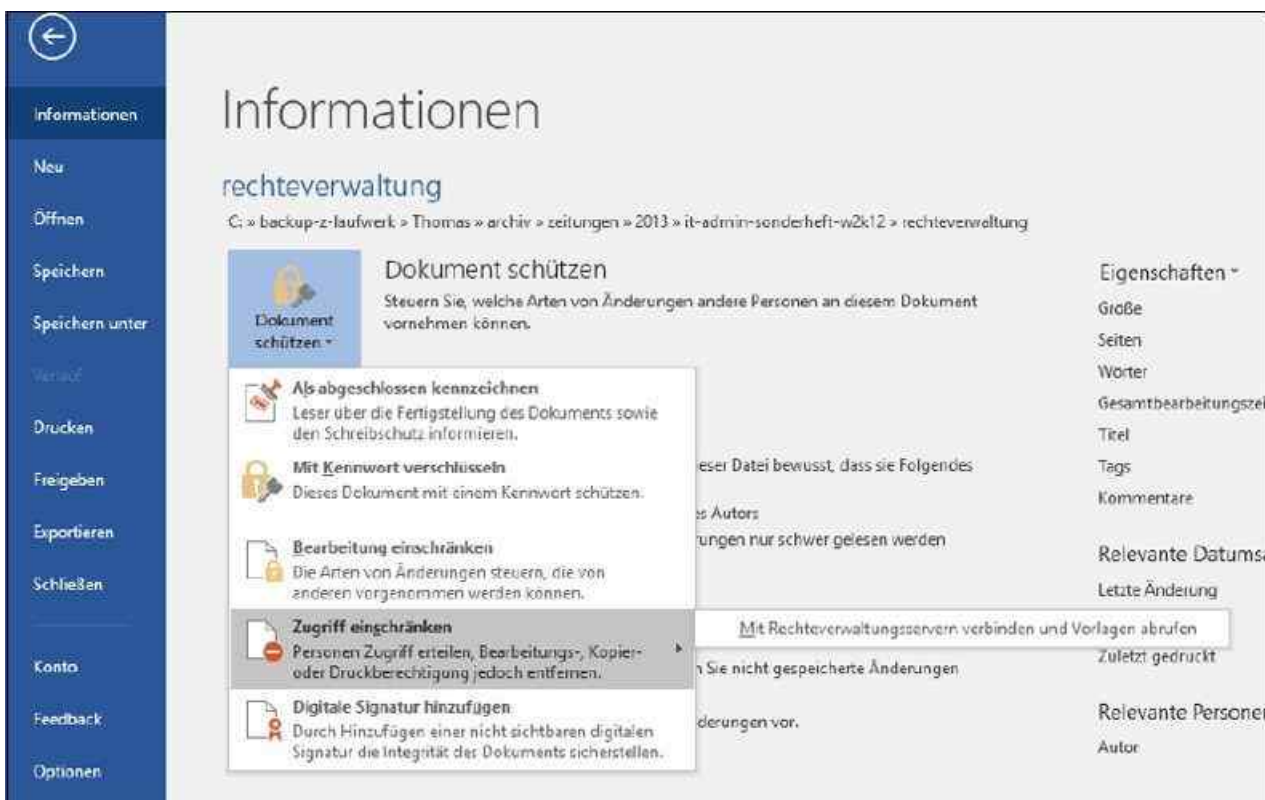 Informationen
Neu
Öffnen
Speichern
Speichern unter
Verlauf
Drucken
Freigeben
Exportieren
Schließen
Konto
Feedback
Optionen
Informationen
rechteverwaltung
C: » backup-z-laufwerk » Thomas » archiv » zeitungen » 2013 » it-admin-sonderheft-w2k12 » rechteverwaltung
Dokument
schützen
Dokument schützen
Steuern Sie, welche Arten von Änderungen andere Personen an diesem Dokument
vornehmen können.
Als abgeschlossen kennzeichnen
Leser über die Fertigstellung des Dokuments sowie
den Schreibschutz informieren.
Mit Kennwort verschlüsseln
Dieses Dokument mit einem Kennwort schützen.
Bearbeitung einschränken
Die Arten von Änderungen steuern, die von
anderen vorgenommen werden können.
Zugriff einschränken
Personen Zugriff erteilen, Bearbeitungs-, Kopier-
oder Druckberechtigung jedoch entfernen.
Digitale Signatur hinzufügen
Durch Hinzufügen einer nicht sichtbaren digitalen
Signatur die Integrität des Dokuments sicherstellen.
Mit Rechteverwaltungsservern verbinden und Vorlagen abrufen
eser Datei bewusst, dass sie Folgendes
s Autors
rungen nur schwer gelesen werden
n Sie nicht gespeicherte Änderungen
derungen vor.
Eigenschaften
Größe
Seiten
Wörter
Gesamtbearbeitungszei
Titel
Tags
Kommentare
Relevante Datumsa
Letzte Änderung
Zuletzt gedruckt
Relevante Personen
Autor